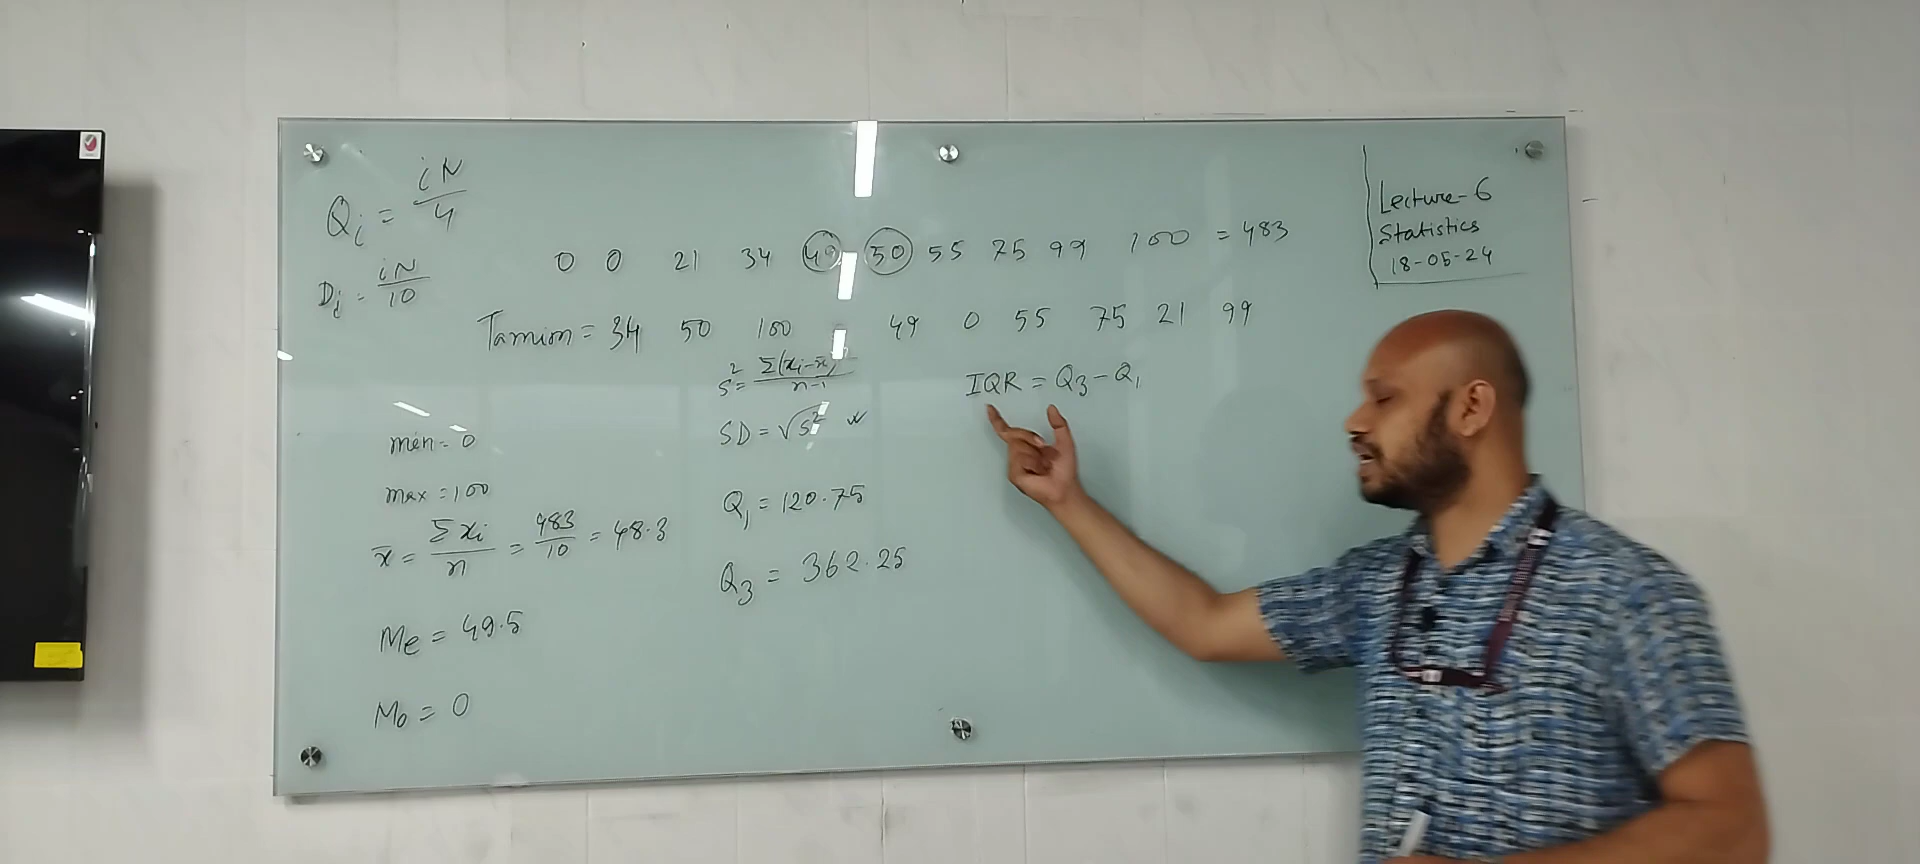 Qi = iN/4
Di = iN/10
0 0 21 34 49 50 55 75 99 100 = 483
Tamim = 34 50 100 49 0 55 75 21 99
min = 0
max = 100
x̄ = Σxi/n = 483/10 = 48.3
Me = 49.5
Mo = 0
S² = Σ(xi-x̄)/n-1
SD = √S²
Q1 = 120.75
Q3 = 362.25
IQR = Q3 - Q1
Lecture-6
Statistics
18-05-24